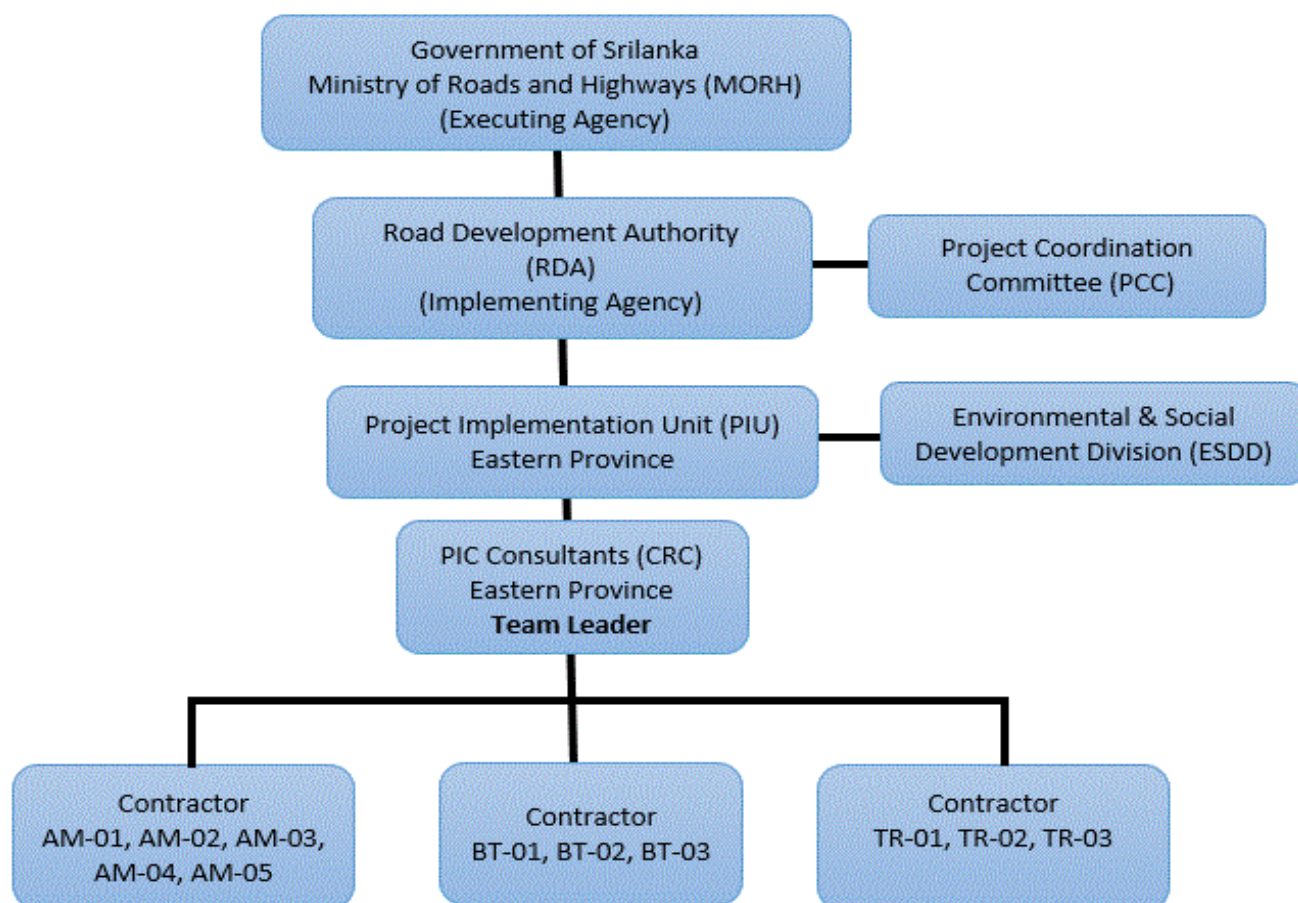 Government of Srilanka
Ministry of Roads and Highways (MORH)
(Executing Agency)
Road Development Authority
(RDA)
(Implementing Agency)
Project Coordination
Committee (PCC)
Project Implementation Unit (PIU)
Eastern Province
Environmental & Social
Development Division (ESDD)
PIC Consultants (CRC)
Eastern Province
Team Leader
Contractor
AM-01, AM-02, AM-03,
AM-04, AM-05
Contractor
BT-01, BT-02, BT-03
Contractor
TR-01, TR-02, TR-03